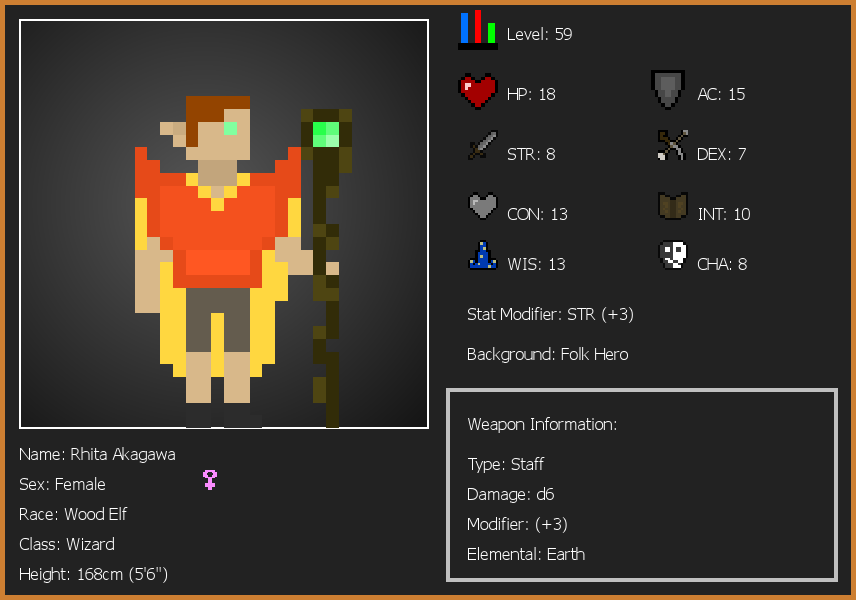 Level: 59
HP: 18
AC: 15
STR: 8
DEX: 7
CON: 13
INT: 10
WIS: 13
CHA: 8
Stat Modifier: STR (+3)
Background: Folk Hero
Weapon Information:
Type: Staff
Damage: d6
Modifier: (+3)
Elemental: Earth
Name: Rhita Akagawa
Sex: Female
Race: Wood Elf
Class: Wizard
Height: 168cm (5'6")